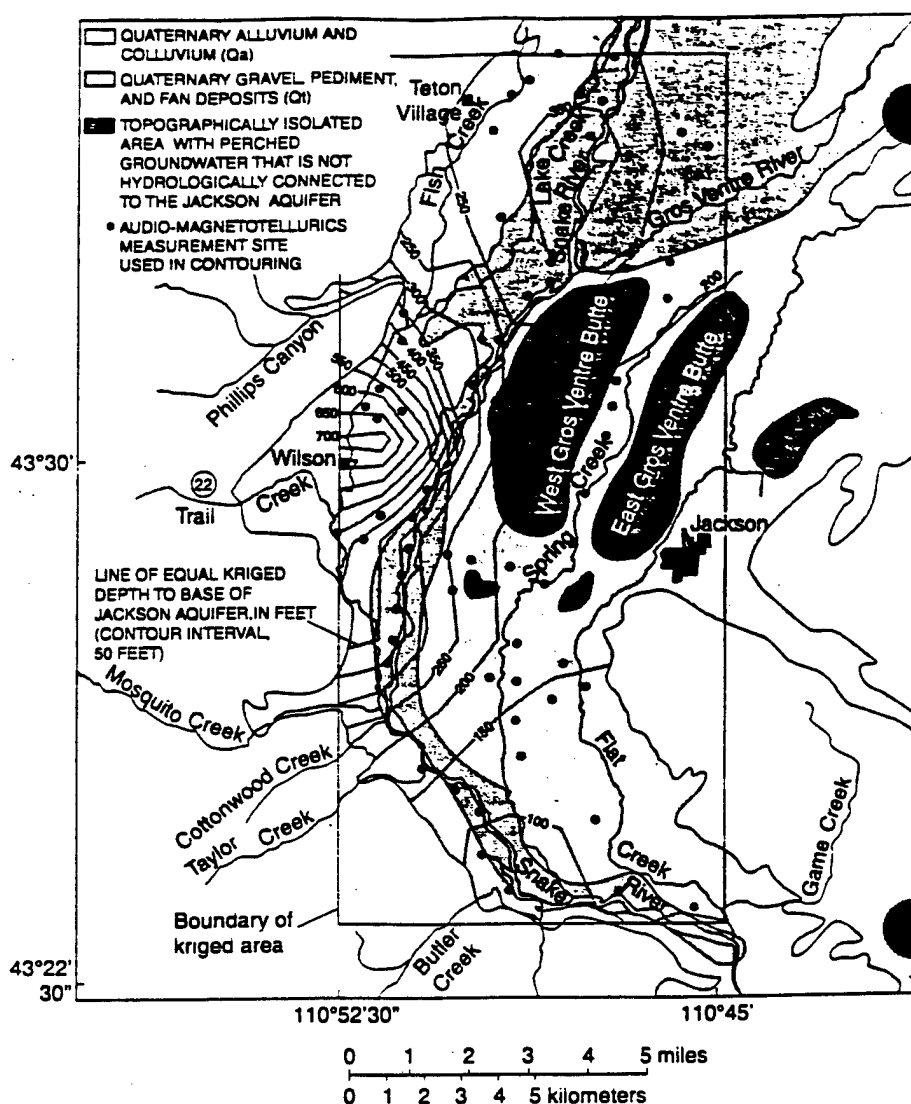 QUATERNARY ALLUVIUM AND
COLLUVIUM (Qa)
QUATERNARY GRAVEL, PEDIMENT,
AND FAN DEPOSITS (Qt)
TOPOGRAPHICALLY ISOLATED
AREA WITH PERCHED
GROUNDWATER THAT IS NOT
HYDROLOGICALLY CONNECTED
TO THE JACKSON AQUIFER
AUDIO-MAGNETOTELLURICS
MEASUREMENT SITE
USED IN CONTOURING
Teton
Village
Fish Creek
Lake Creek
Snake River
Gros Ventre River
250
250
200
Phillips Canyon
350
400
450
500
600
650
700
West Gros Ventre Butte
East Gros Ventre Butte
43°30'
Wilson
Creek
22
Trail
Spring Creek
Jackson
LINE OF EQUAL KRIGED
DEPTH TO BASE OF
JACKSON AQUIFER, IN FEET
(CONTOUR INTERVAL,
50 FEET)
Mosquito Creek
200
150
Cottonwood Creek
Taylor Creek
Flat
Creek
100
Snake
River
Game Creek
Boundary of
kriged area
Butler
Creek
43°22'
30"
110°52'30"
110°45'
0 1 2 3 4 5 miles
0 1 2 3 4 5 kilometers